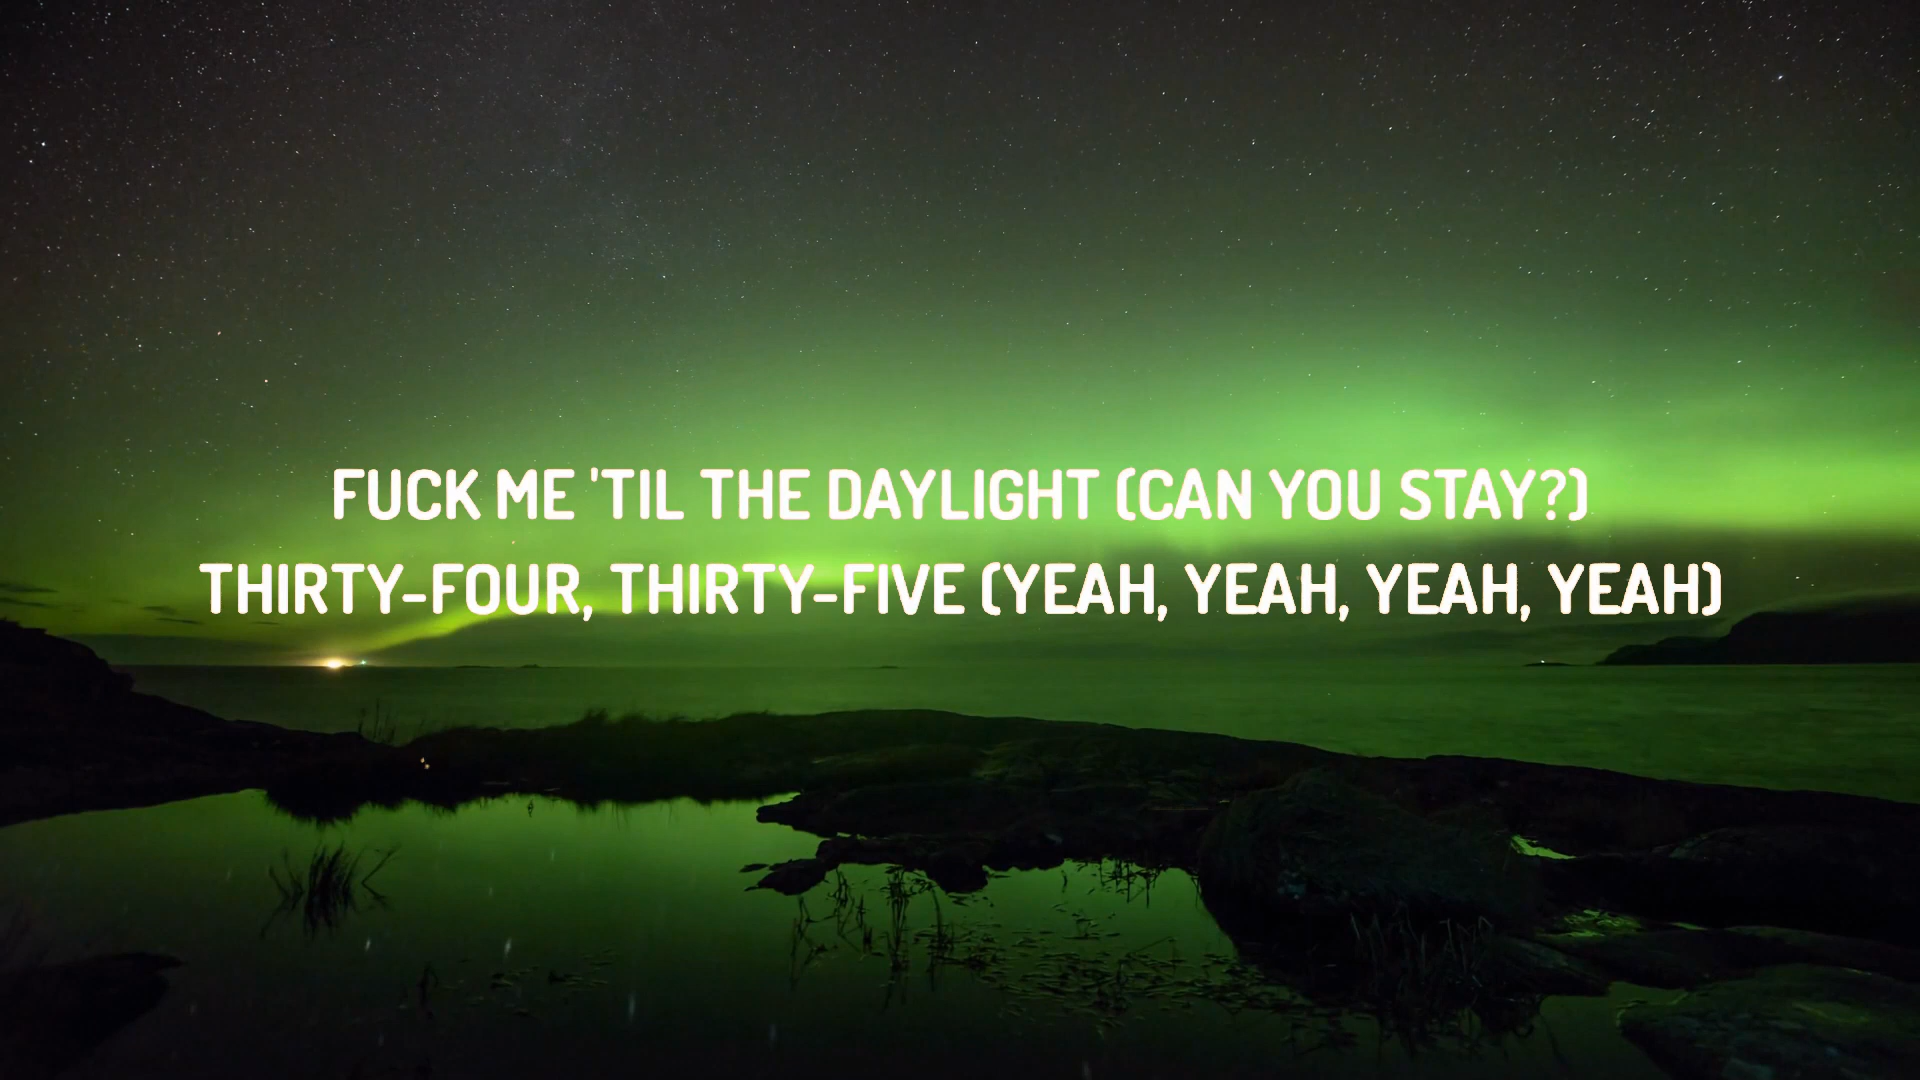 FUCK ME 'TIL THE DAYLIGHT (CAN YOU STAY?)
THIRTY-FOUR, THIRTY-FIVE (YEAH, YEAH, YEAH, YEAH)